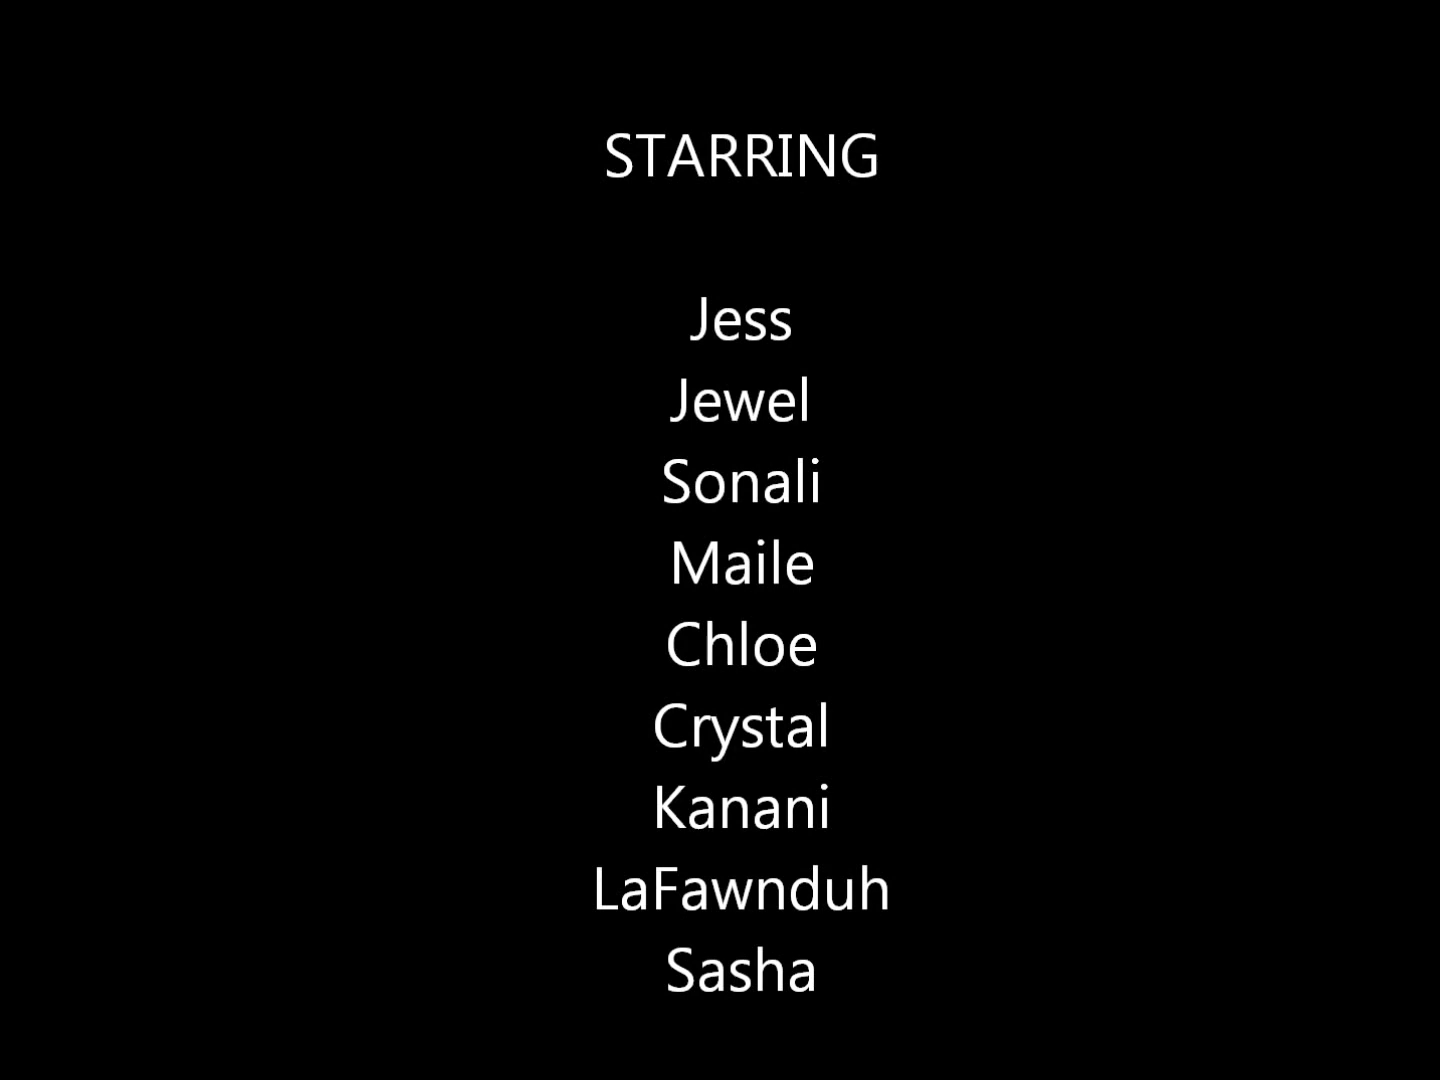 STARRING
Jess
Jewel
Sonali
Maile
Chloe
Crystal
Kanani
LaFawnduh
Sasha